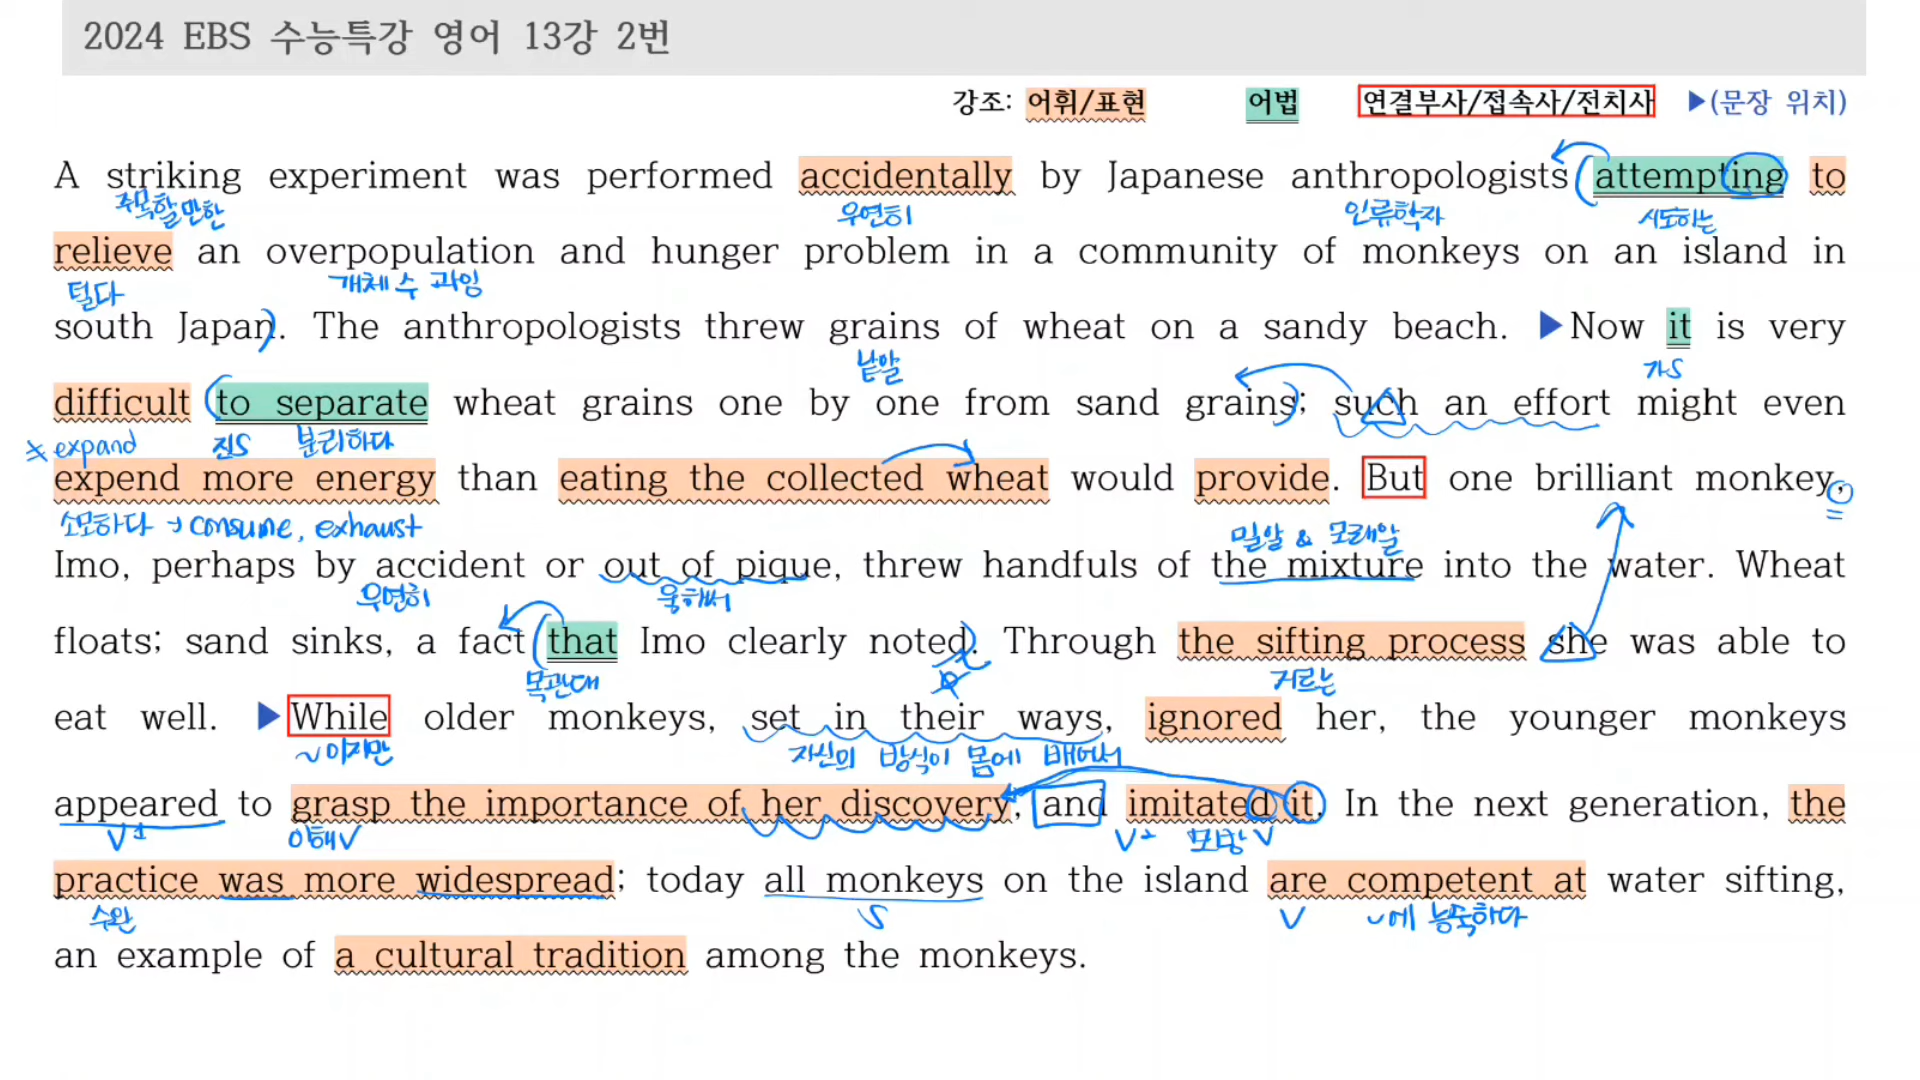 2024 EBS 수능특강 영어 13강 2번
강조: 어휘/표현 어법 연결부사/접속사/전치사 ▶(문장 위치)
A striking experiment was performed accidentally by Japanese anthropologists attempting to
주목할 만한 우연히 인류학자 시도하는
relieve an overpopulation and hunger problem in a community of monkeys on an island in
덜다 개체 수 과잉
south Japan. The anthropologists threw grains of wheat on a sandy beach. ▶Now it is very
낱알 가S
difficult to separate wheat grains one by one from sand grains; such an effort might even
≠expand 진S 분리하다
expend more energy than eating the collected wheat would provide. But one brilliant monkey,
소모하다 → consume, exhaust 밀알 & 모래알
Imo, perhaps by accident or out of pique, threw handfuls of the mixture into the water. Wheat
우연히 욱해서
floats; sand sinks, a fact that Imo clearly noted. Through the sifting process she was able to
목관대 거르는
eat well. ▶While older monkeys, set in their ways, ignored her, the younger monkeys
~이지만 자신의 방식이 몸에 배어서
appeared to grasp the importance of her discovery, and imitated it. In the next generation, the
V1 이해V V2 모방V
practice was more widespread; today all monkeys on the island are competent at water sifting,
S V ~에 능숙하다
an example of a cultural tradition among the monkeys.